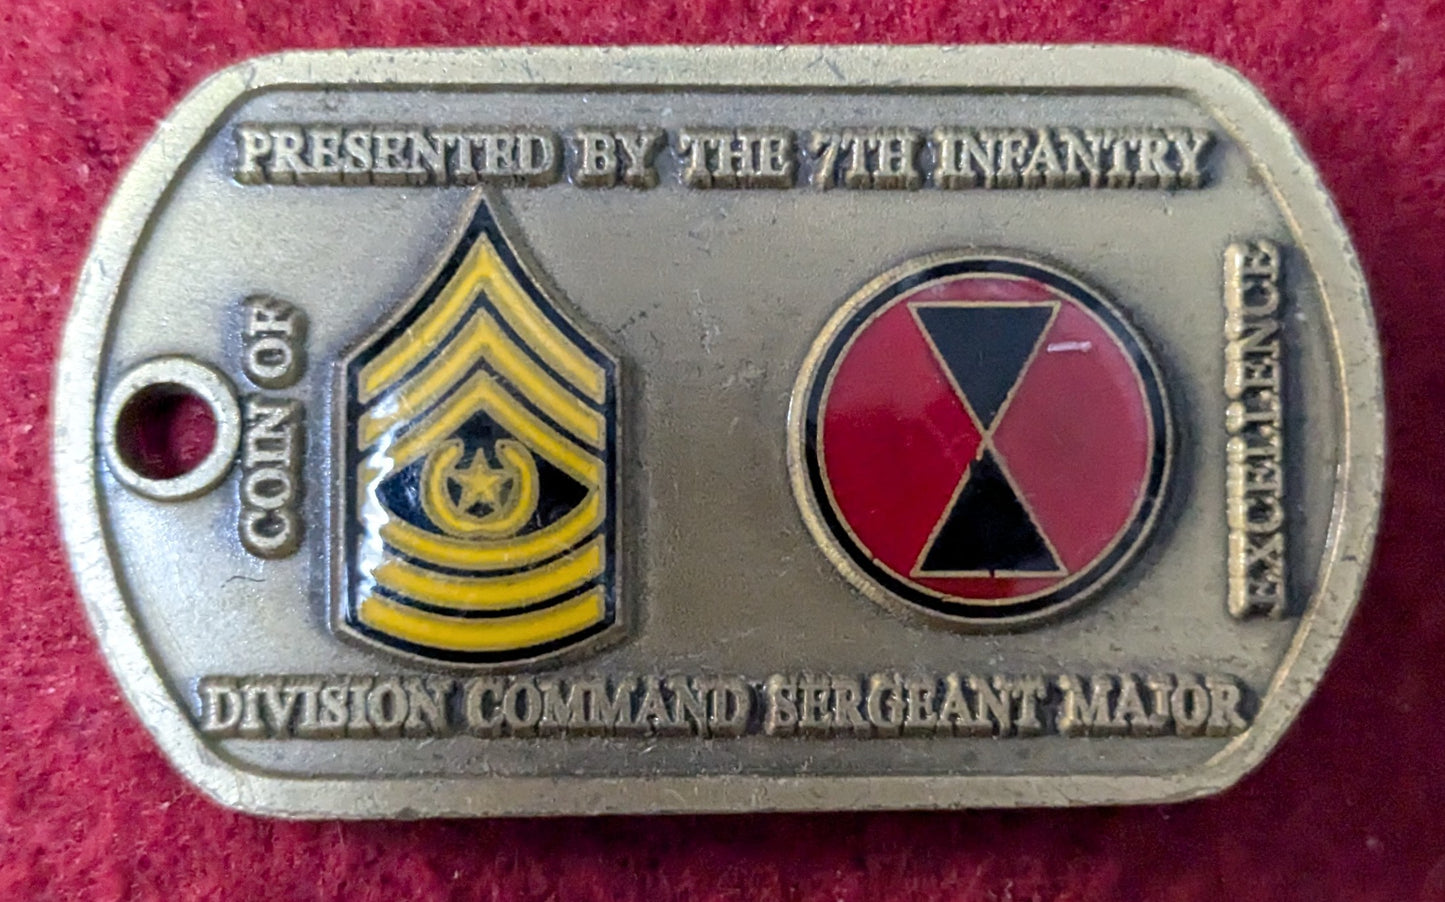 PRESENTED BY THE 7TH INFANTRY
COIN OF
EXCELLENCE
DIVISION COMMAND SERGEANT MAJOR